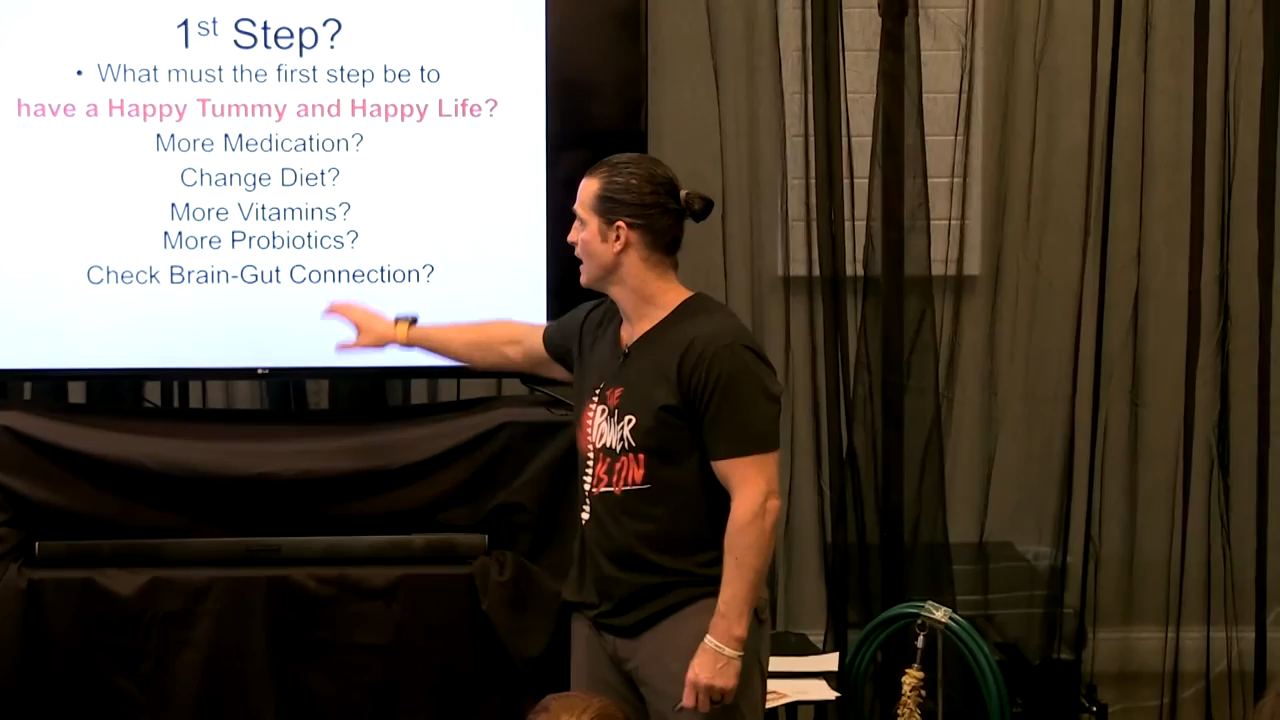 1st Step?
• What must the first step be to
have a Happy Tummy and Happy Life?
More Medication?
Change Diet?
More Vitamins?
More Probiotics?
Check Brain-Gut Connection?
LG
THE
POWER
IS ON